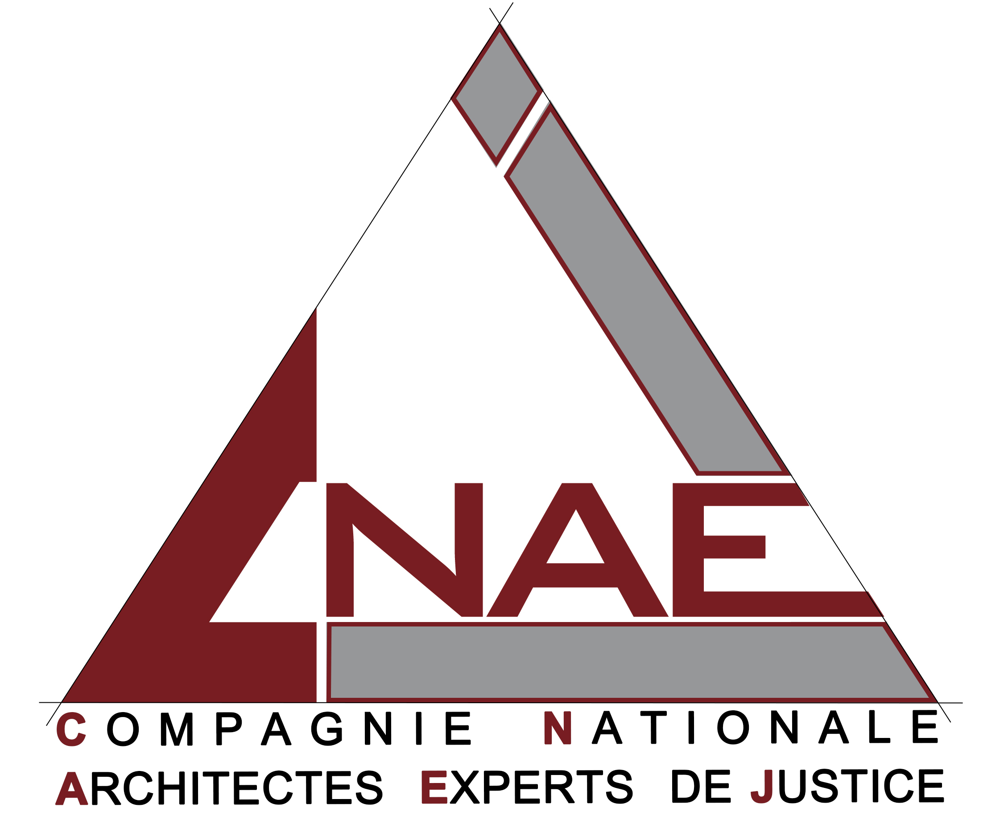 CNAE
COMPAGNIE NATIONALE
ARCHITECTES EXPERTS DE JUSTICE